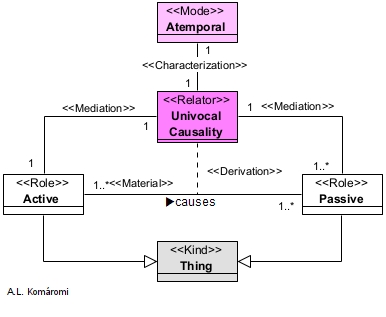 <<Mode>>
Atemporal
1
<<Characterization>>
1
<<Mediation>>
<<Relator>>
Univocal
Causality
<<Mediation>>
1
1
1
1..*
<<Role>>
Active
1..*
<<Material>>
<<Derivation>>
causes
1..*
<<Role>>
Passive
<<Kind>>
Thing
A.L. Komáromi